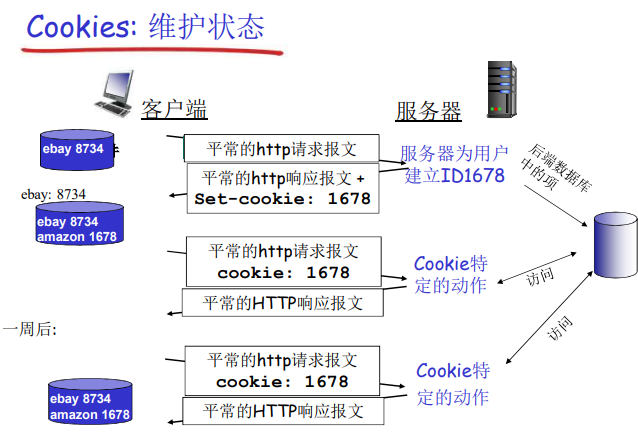 Cookies: 维护状态
客户端
服务器
ebay 8734
平常的http请求报文
平常的http响应报文 +
Set-cookie: 1678
服务器为用户
建立ID1678
后端数据库
中的项
ebay: 8734
ebay 8734
amazon 1678
平常的http请求报文
cookie: 1678
平常的HTTP响应报文
Cookie特
定的动作
访问
访问
一周后:
平常的http请求报文
cookie: 1678
平常的HTTP响应报文
Cookie特
定的动作
ebay 8734
amazon 1678